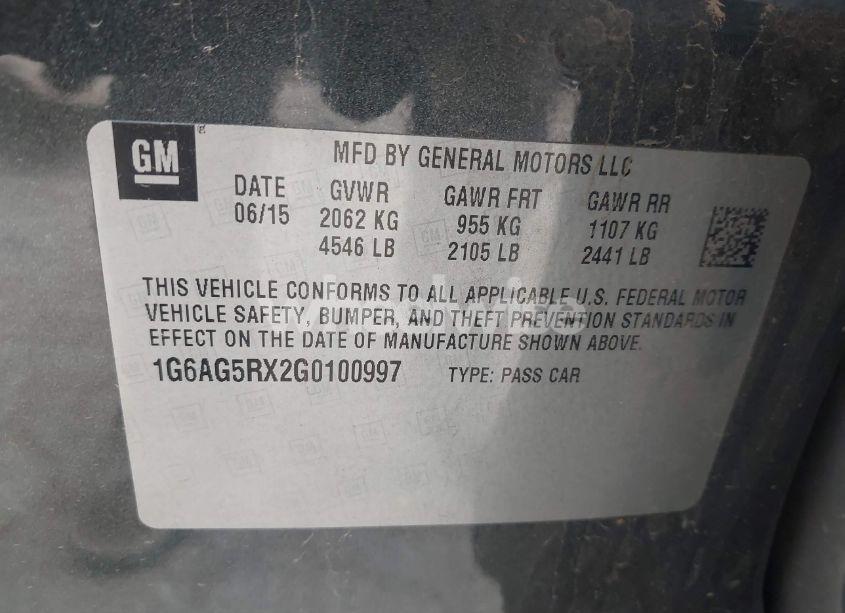 GM
MFD BY GENERAL MOTORS LLC
DATE GVWR GAWR FRT GAWR RR
06/15 2062 KG 955 KG 1107 KG
4546 LB 2105 LB 2441 LB
THIS VEHICLE CONFORMS TO ALL APPLICABLE U.S. FEDERAL MOTOR
VEHICLE SAFETY, BUMPER, AND THEFT PREVENTION STANDARDS IN
EFFECT ON THE DATE OF MANUFACTURE SHOWN ABOVE.
1G6AG5RX2G0100997 TYPE: PASS CAR